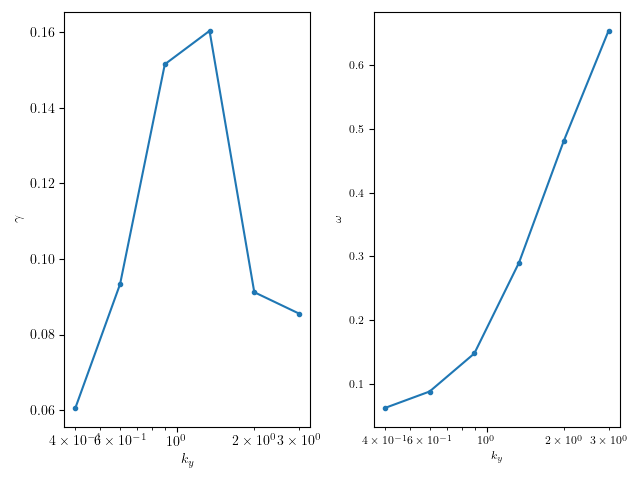 0.16
0.14
0.12
0.10
0.08
0.06
γ
4 × 10⁻¹
6 × 10⁻¹
10⁰
2 × 10⁰
3 × 10⁰
k_y
0.6
0.5
0.4
0.3
0.2
0.1
ω
4 × 10⁻¹
6 × 10⁻¹
10⁰
2 × 10⁰
3 × 10⁰
k_y